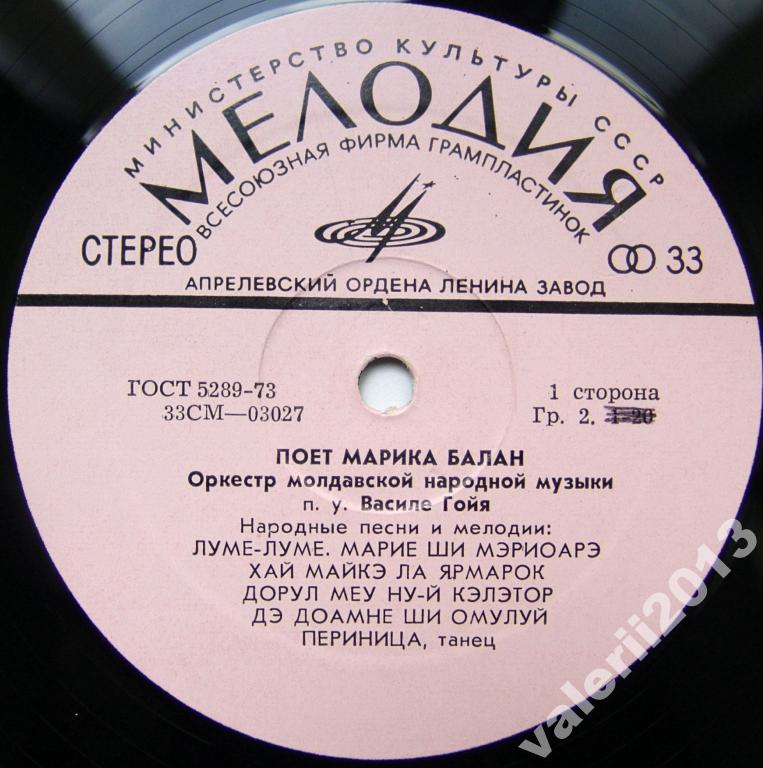 МИНИСТЕРСТВО КУЛЬТУРЫ СССР
МЕЛОДИЯ
ВСЕСОЮЗНАЯ ФИРМА ГРАМПЛАСТИНОК
СТЕРЕО
33
АПРЕЛЕВСКИЙ ОРДЕНА ЛЕНИНА ЗАВОД
ГОСТ 5289-73
33СМ—03027
1 сторона
Гр. 2. 1-20
ПОЕТ МАРИКА БАЛАН
Оркестр молдавской народной музыки
п. у. Василе Гойя
Народные песни и мелодии:
ЛУМЕ-ЛУМЕ. МАРИЕ ШИ МЭРИОАРЭ
ХАЙ МАЙКЭ ЛА ЯРМАРОК
ДОРУЛ МЕУ НУ-Й КЭЛЭТОР
ДЭ ДОАМНЕ ШИ ОМУЛУЙ
ПЕРИНИЦА, танец
valerii2013